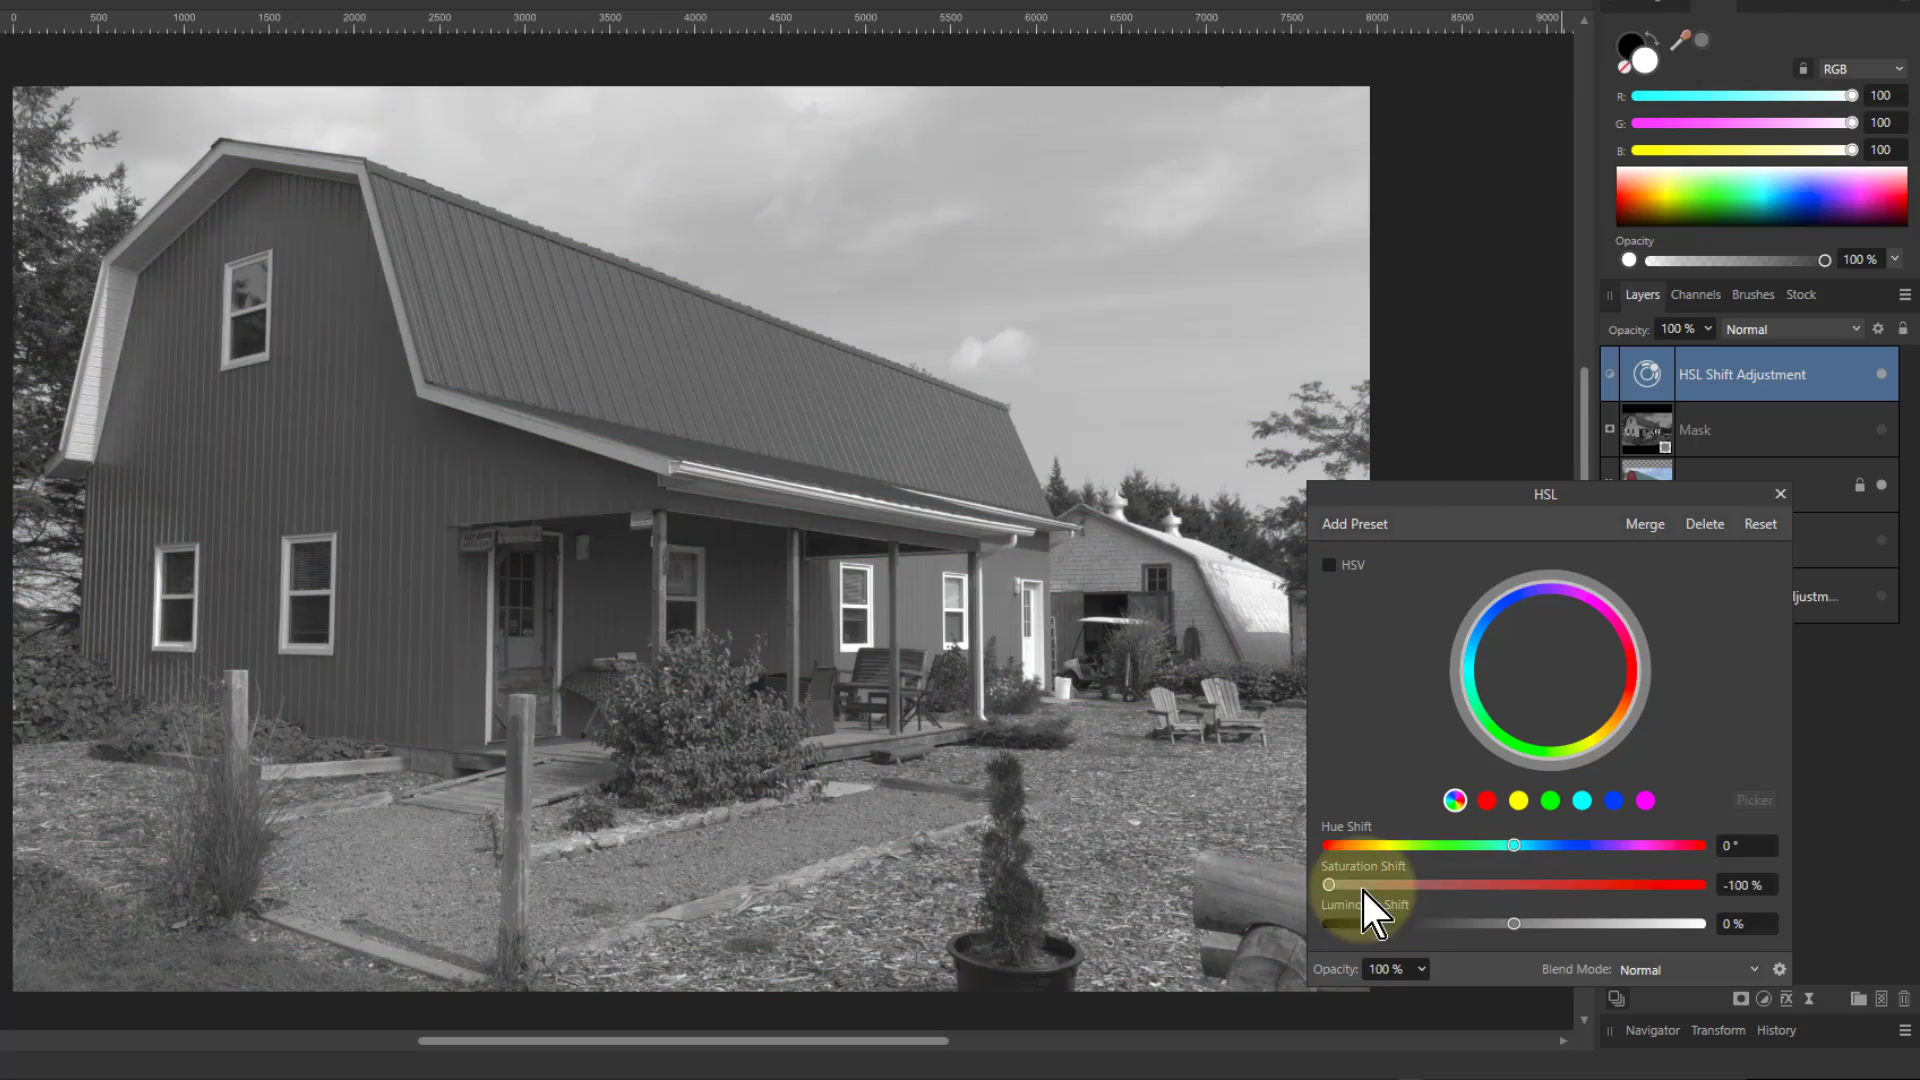 0 500 1000 1500 2000 2500 3000 3500 4000 4500 5000 5500 6000 6500 7000 7500 8000 8500 9000
RGB
R: 100
G: 100
B: 100
Opacity
100 %
Layers Channels Brushes Stock
Opacity: 100 % Normal
HSL Shift Adjustment
Mask
HSL
Add Preset Merge Delete Reset
HSV
Picker
Hue Shift
0 °
Saturation Shift
-100 %
Shift
0 %
Opacity: 100 % Blend Mode: Normal
Navigator Transform History